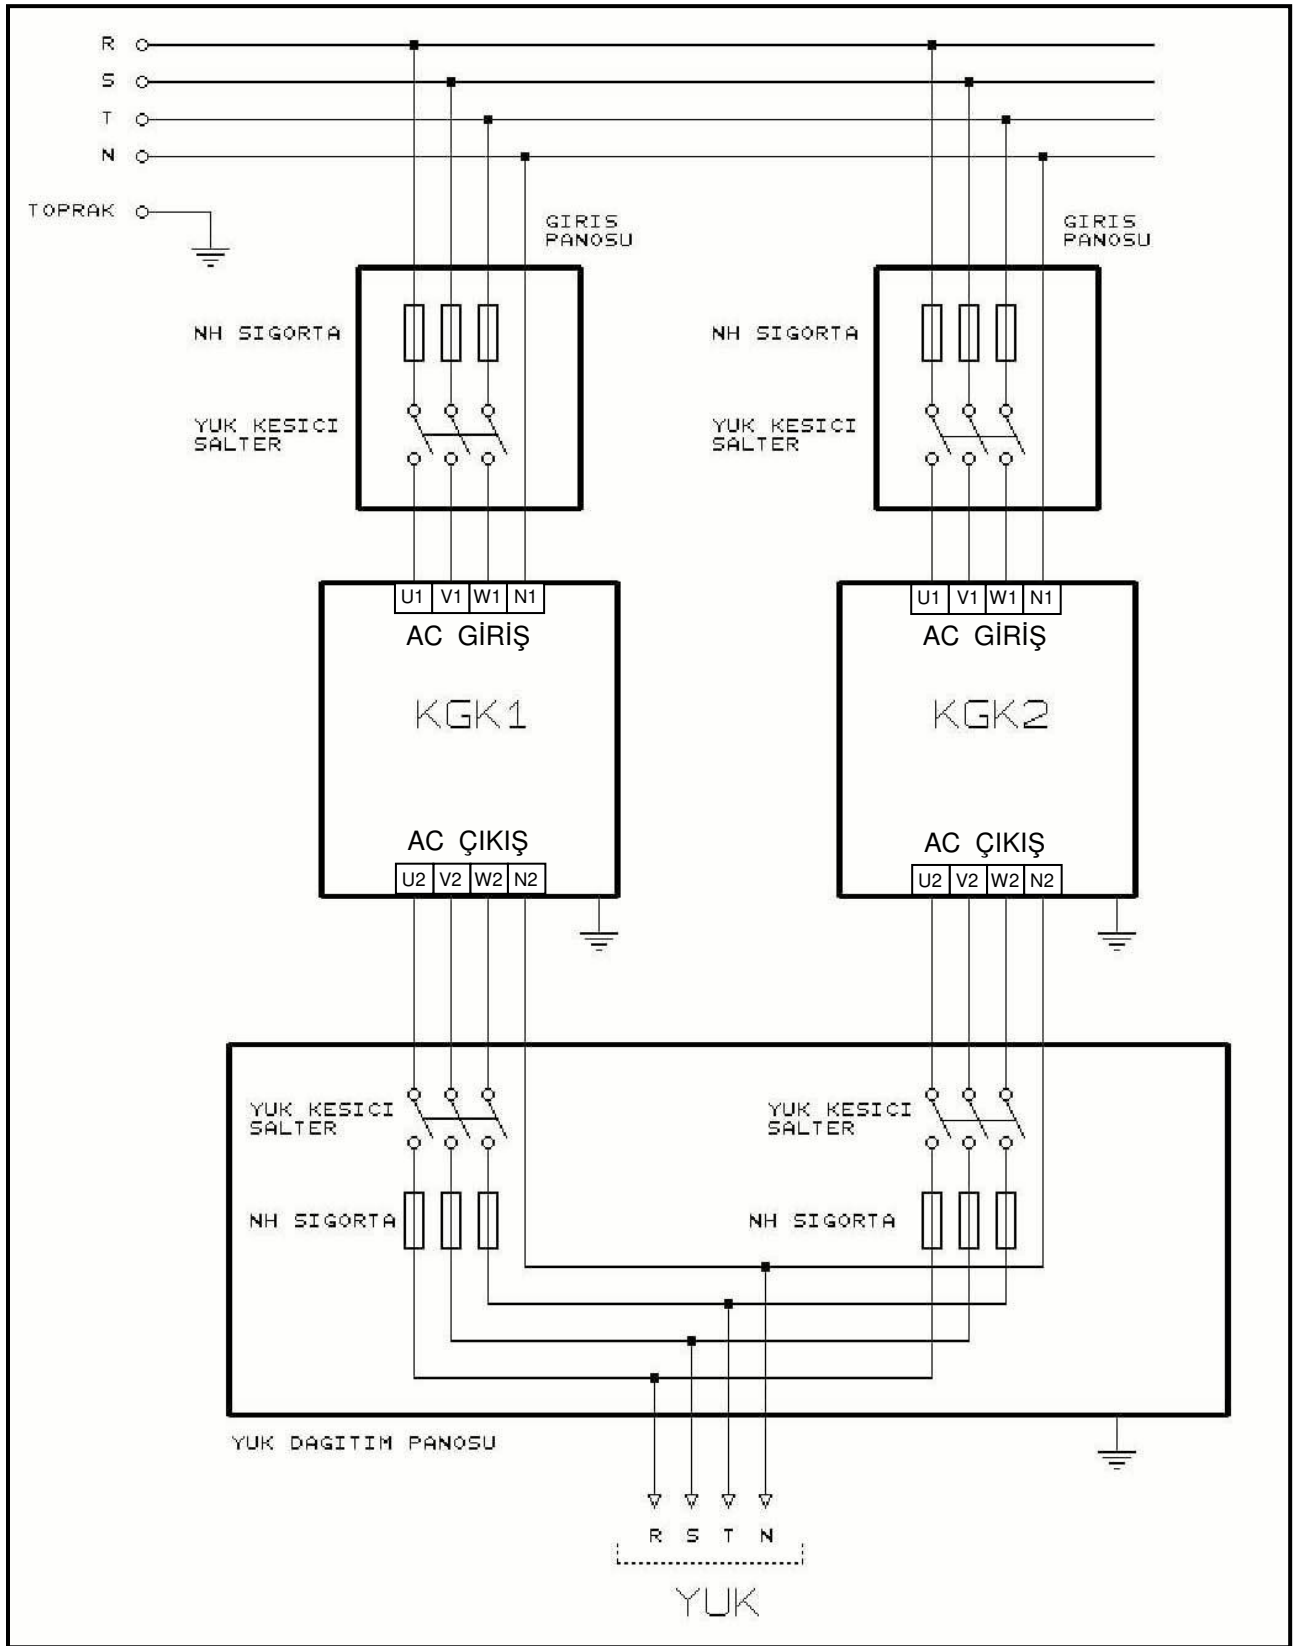 R
S
T
N
TOPRAK
GIRIS
PANOSU
GIRIS
PANOSU
NH SIGORTA
NH SIGORTA
YUK KESICI
SALTER
YUK KESICI
SALTER
U1 V1 W1 N1
AC GİRİŞ
KGK1
AC ÇIKIŞ
U2 V2 W2 N2
U1 V1 W1 N1
AC GİRİŞ
KGK2
AC ÇIKIŞ
U2 V2 W2 N2
YUK KESICI
SALTER
YUK KESICI
SALTER
NH SIGORTA
NH SIGORTA
YUK DAGITIM PANOSU
R S T N
YUK